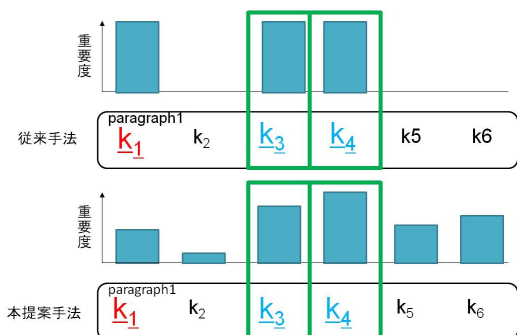 重要度
paragraph1
従来手法 k1 k2 k3 k4 k5 k6
重要度
paragraph1
本提案手法 k1 k2 k3 k4 k5 k6